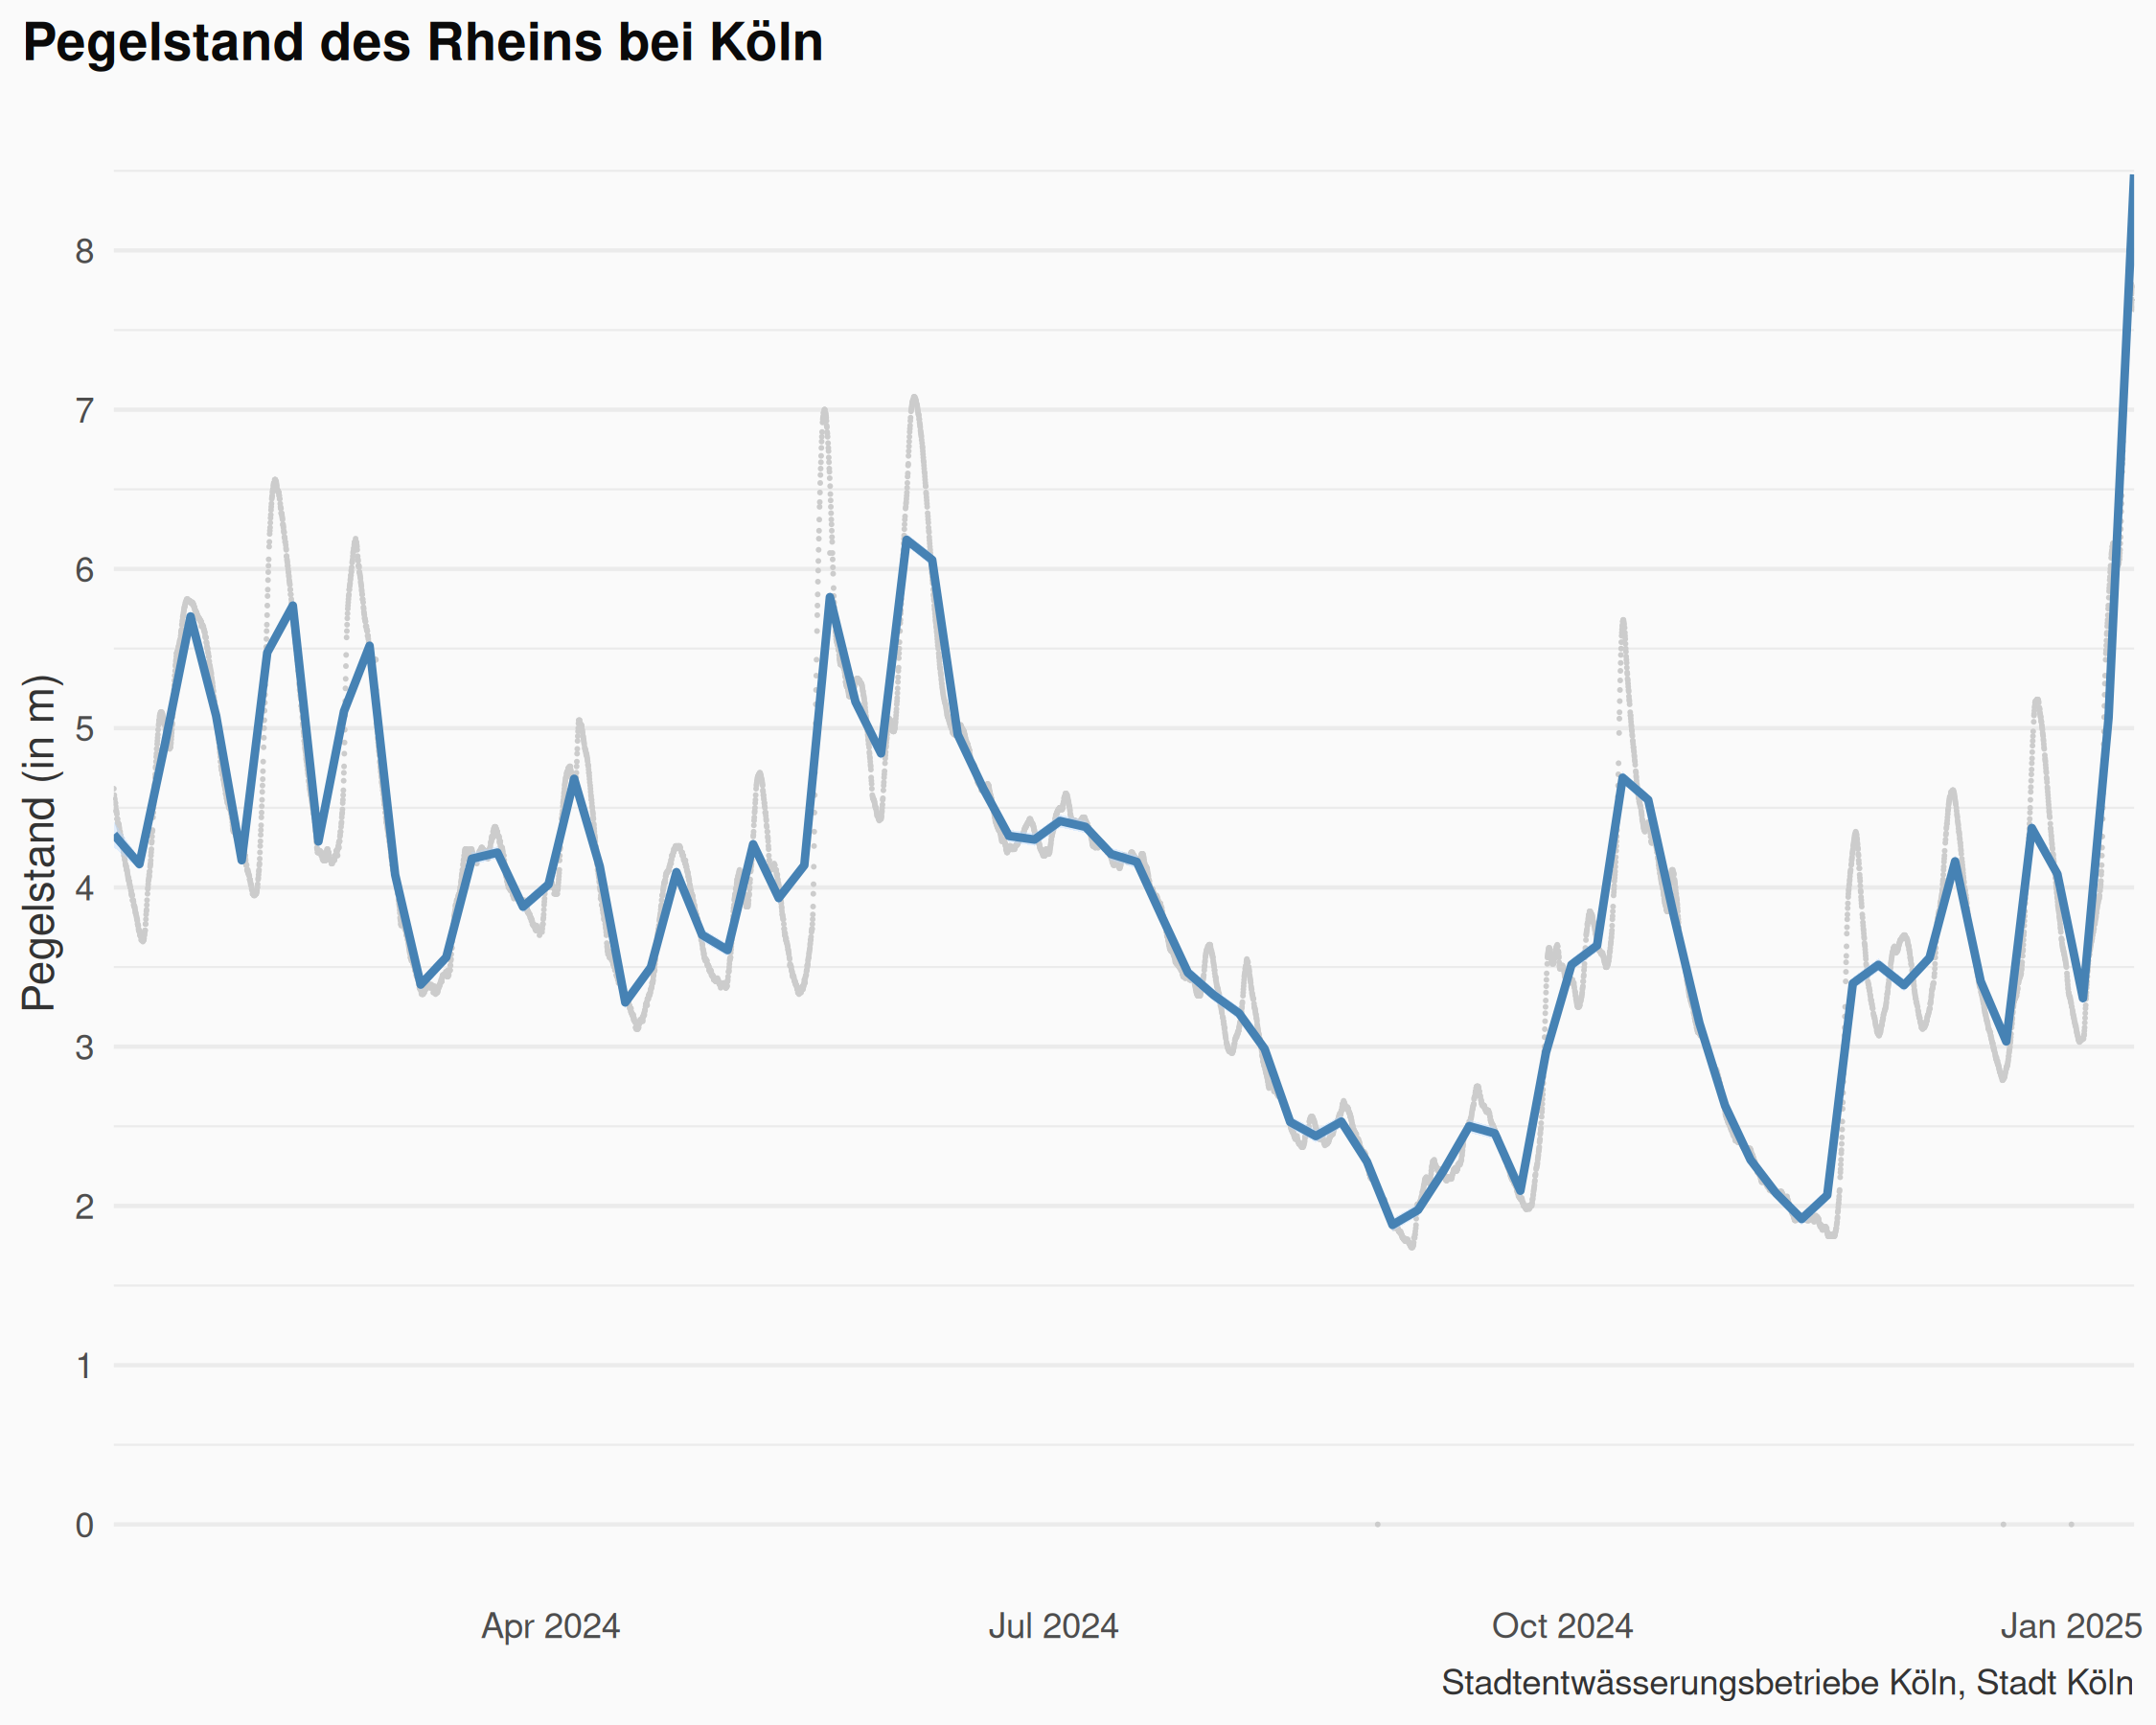 Pegelstand des Rheins bei Köln
Pegelstand (in m)
8
7
6
5
4
3
2
1
0
Apr 2024
Jul 2024
Oct 2024
Jan 2025
Stadtentwässerungsbetriebe Köln, Stadt Köln